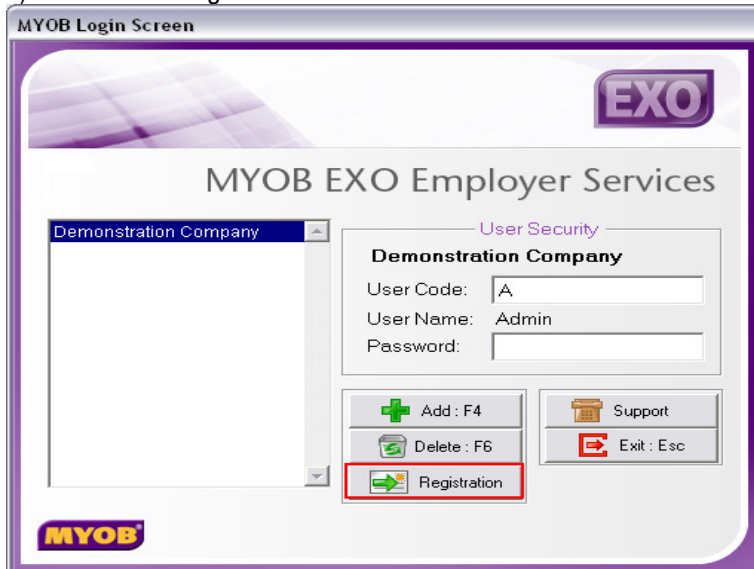 MYOB Login Screen
EXO
MYOB EXO Employer Services
Demonstration Company
User Security
Demonstration Company
User Code: A
User Name: Admin
Password:
Add : F4
Support
Delete : F6
Exit : Esc
Registration
MYOB